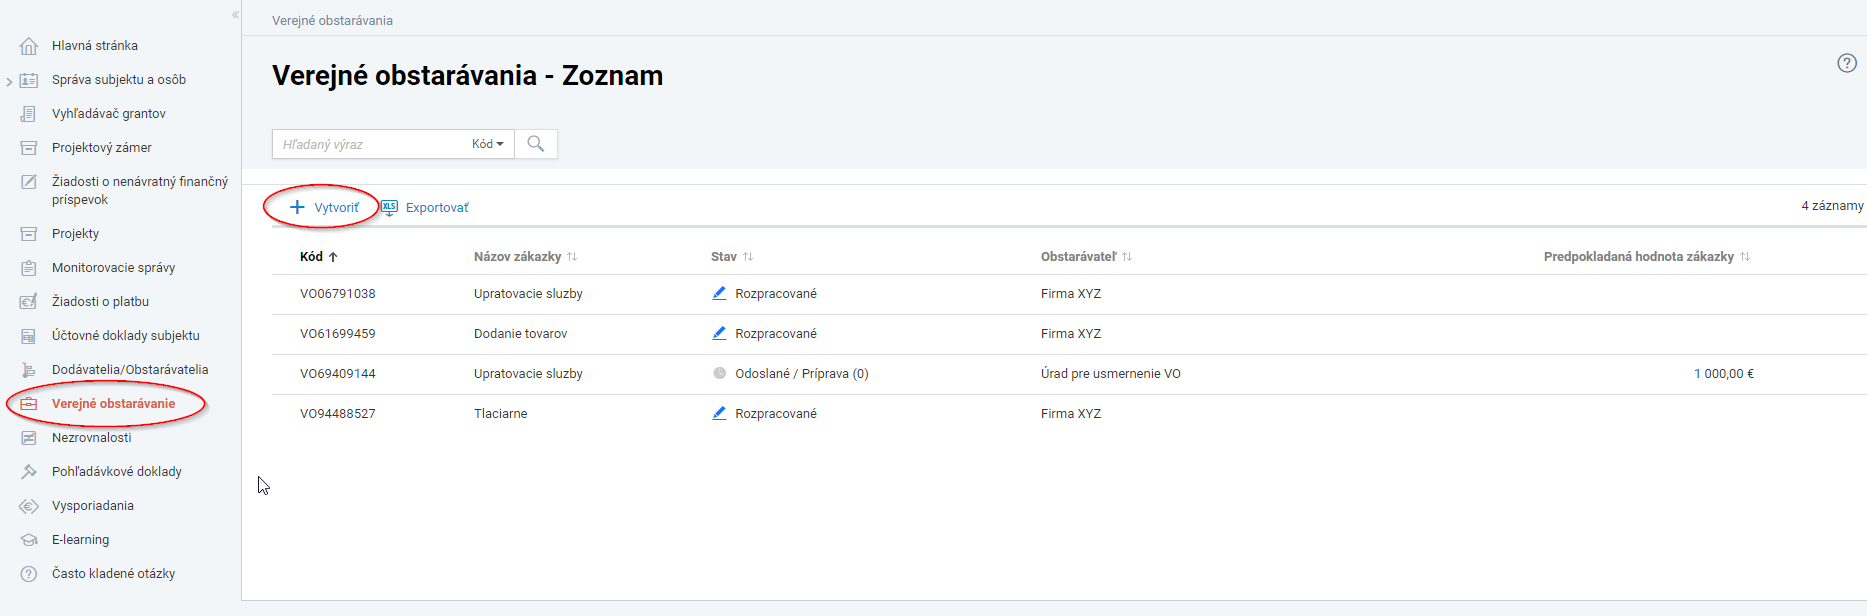 Verejné obstarávania
Hlavná stránka
Správa subjektu a osôb
Vyhľadávač grantov
Projektový zámer
Žiadosti o nenávratný finančný
príspevok
Projekty
Monitorovacie správy
Žiadosti o platbu
Účtovné doklady subjektu
Dodávatelia/Obstarávatelia
Verejné obstarávanie
Nezrovnalosti
Pohľadávkové doklady
Vysporiadania
E-learning
Často kladené otázky
Verejné obstarávania - Zoznam
Hľadaný výraz Kód
Vytvoriť XLS Exportovať 4 záznamy
Kód Názov zákazky Stav Obstarávateľ Predpokladaná hodnota zákazky
VO06791038 Upratovacie sluzby Rozpracované Firma XYZ
VO61699459 Dodanie tovarov Rozpracované Firma XYZ
VO69409144 Upratovacie sluzby Odoslané / Príprava (0) Úrad pre usmernenie VO 1 000,00 €
VO94488527 Tlaciarne Rozpracované Firma XYZ